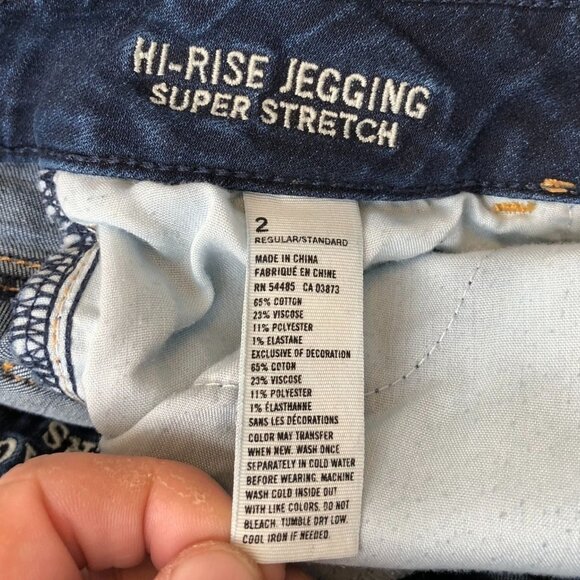 HI-RISE JEGGING
SUPER STRETCH
2
REGULAR/STANDARD
MADE IN CHINA
FABRIQUÉ EN CHINE
RN 54485 CA 03873
65% COTTON
23% VISCOSE
11% POLYESTER
1% ELASTANE
EXCLUSIVE OF DECORATION
65% COTON
23% VISCOSE
11% POLYESTER
1% ÉLASTHANNE
SANS LES DÉCORATIONS
COLOR MAY TRANSFER
WHEN NEW. WASH ONCE
SEPARATELY IN COLD WATER
BEFORE WEARING. MACHINE
WASH COLD INSIDE OUT
WITH LIKE COLORS. DO NOT
BLEACH. TUMBLE DRY LOW.
COOL IRON IF NEEDED.